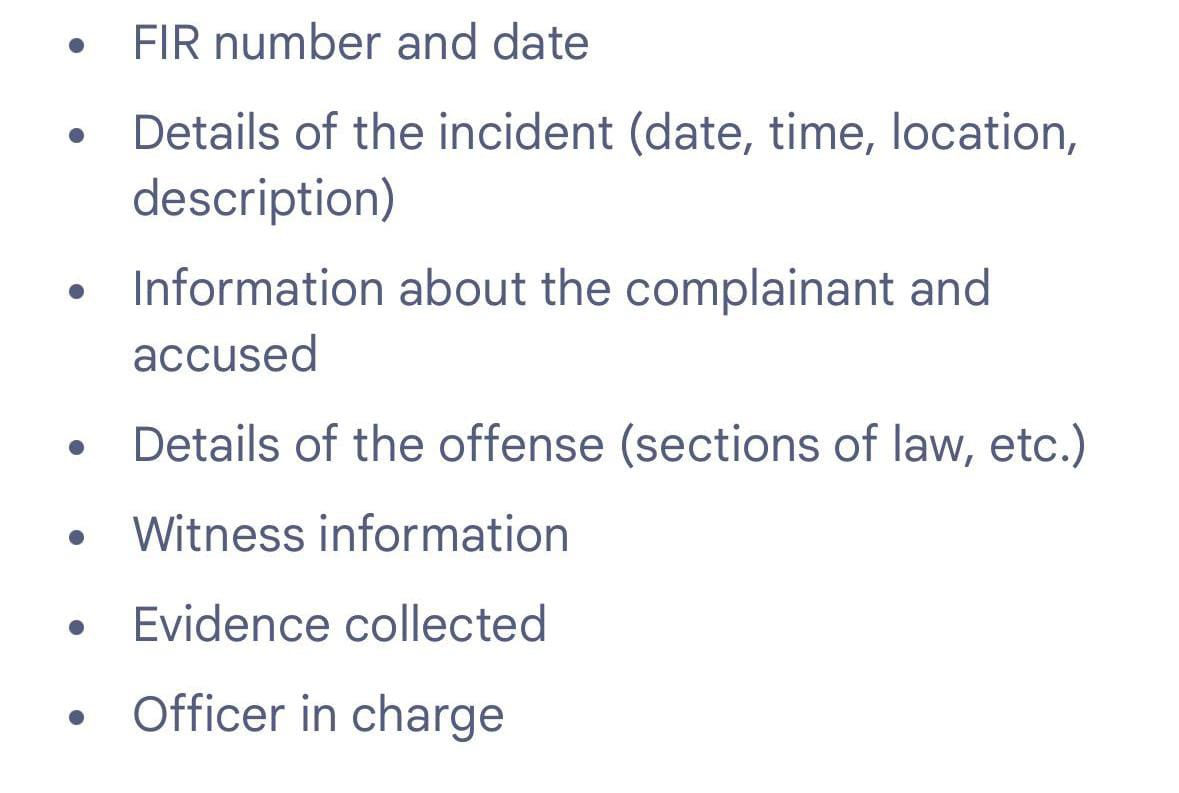 • FIR number and date
• Details of the incident (date, time, location,
description)
• Information about the complainant and
accused
• Details of the offense (sections of law, etc.)
• Witness information
• Evidence collected
• Officer in charge